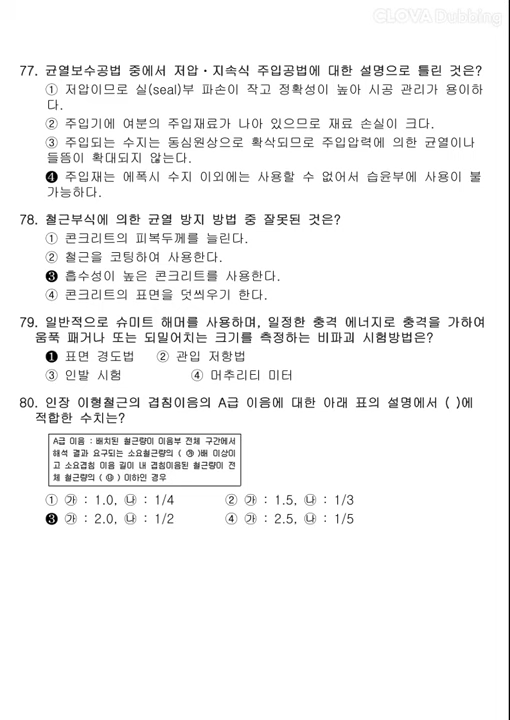 CLOVA Dubbing
77. 균열보수공법 중에서 저압·지속식 주입공법에 대한 설명으로 틀린 것은?
① 저압이므로 실(seal)부 파손이 작고 정확성이 높아 시공 관리가 용이하
다.
② 주입기에 여분의 주입재료가 나아 있으므로 재료 손실이 크다.
③ 주입되는 수지는 동심원상으로 확삭되므로 주입압력에 의한 균열이나
들뜸이 확대되지 않는다.
❹ 주입재는 에폭시 수지 이외에는 사용할 수 없어서 습윤부에 사용이 불
가능하다.
78. 철근부식에 의한 균열 방지 방법 중 잘못된 것은?
① 콘크리트의 피복두께를 늘린다.
② 철근을 코팅하여 사용한다.
❸ 흡수성이 높은 콘크리트를 사용한다.
④ 콘크리트의 표면을 덧씌우기 한다.
79. 일반적으로 슈미트 해머를 사용하며, 일정한 충격 에너지로 충격을 가하여
움푹 패거나 또는 되밀어치는 크기를 측정하는 비파괴 시험방법은?
❶ 표면 경도법 ② 관입 저항법
③ 인발 시험 ④ 머추리티 미터
80. 인장 이형철근의 겹침이음의 A급 이음에 대한 아래 표의 설명에서 ( )에
적합한 수치는?
A급 이음 : 배치된 철근량이 이음부 전체 구간에서
해석 결과 요구되는 소요철근량의 ( ㉮ )배 이상이
고 소요겹침 이음 길이 내 겹침이음된 철근량이 전
체 철근량의 ( ㉯ ) 이하인 경우
① ㉮ : 1.0, ㉯ : 1/4 ② ㉮ : 1.5, ㉯ : 1/3
❸ ㉮ : 2.0, ㉯ : 1/2 ④ ㉮ : 2.5, ㉯ : 1/5